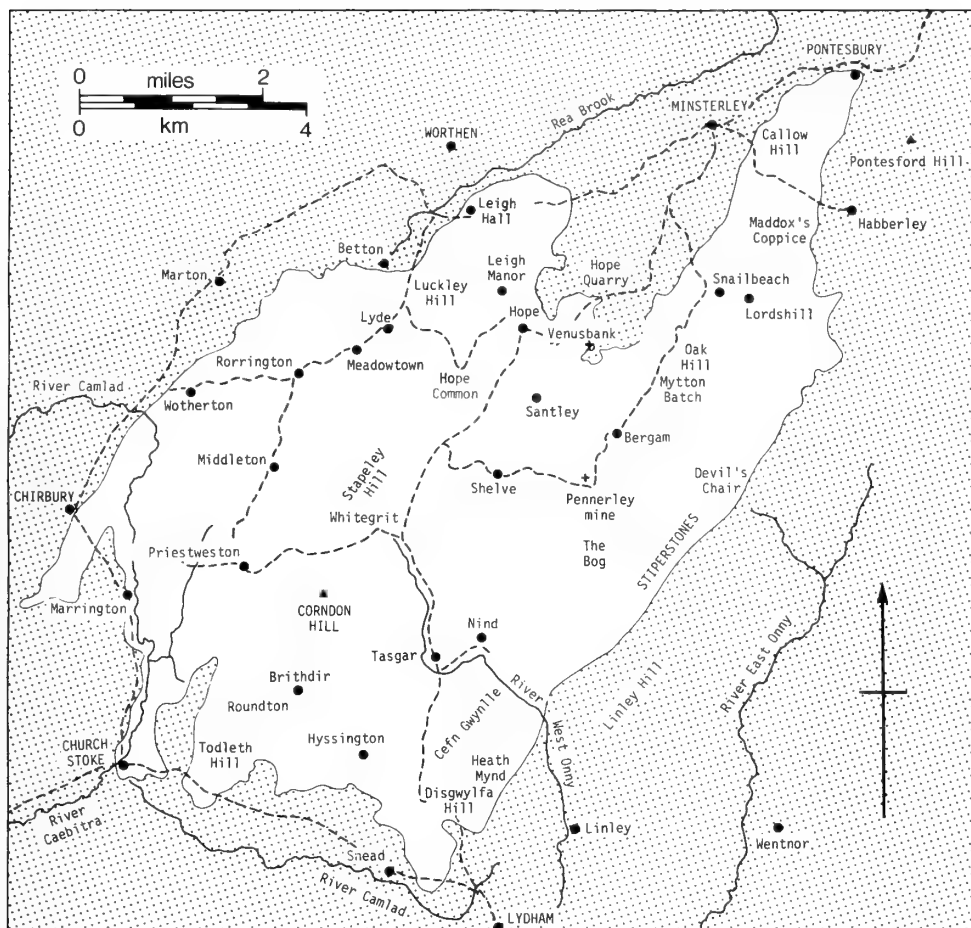 PONTESBURY
0 miles 2
0 km 4
Rea Brook
MINSTERLEY
WORTHEN
Callow
Hill
Pontesford Hill
Leigh
Hall
Habberley
Maddox's
Coppice
Betton
Leigh
Manor
Hope
Quarry
Marton
Snailbeach
Luckley
Hill
Lordshill
Hope
Venusbank
Lyde
Oak
Hill
Meadowtown
Rorrington
Mytton
Batch
Hope
Common
River Camlad
Wotherton
Santley
Bergam
Middleton
Stapeley
Hill
Shelve
Devil's
Chair
Pennerley
mine
CHIRBURY
Whitegrit
STIPERSTONES
The
Bog
Priestweston
Marrington
CORNDON
HILL
Nind
River East Onny
Tasgar
Linley Hill
Brithdir
River
West Onny
Roundton
Cefn Gwynlle
CHURCH
STOKE
Todleth
Hill
Hyssington
Heath
Mynd
Disgwylfa
Hill
River
Caebitra
Linley
Wentnor
Snead
River Camlad
LYDHAM